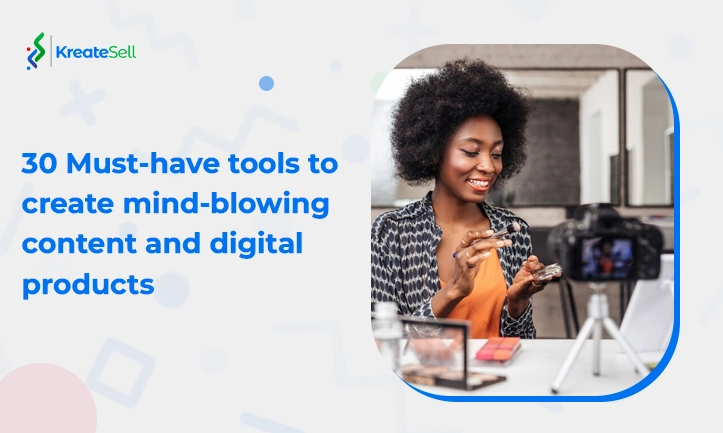 KreateSell
30 Must-have tools to
create mind-blowing
content and digital
products